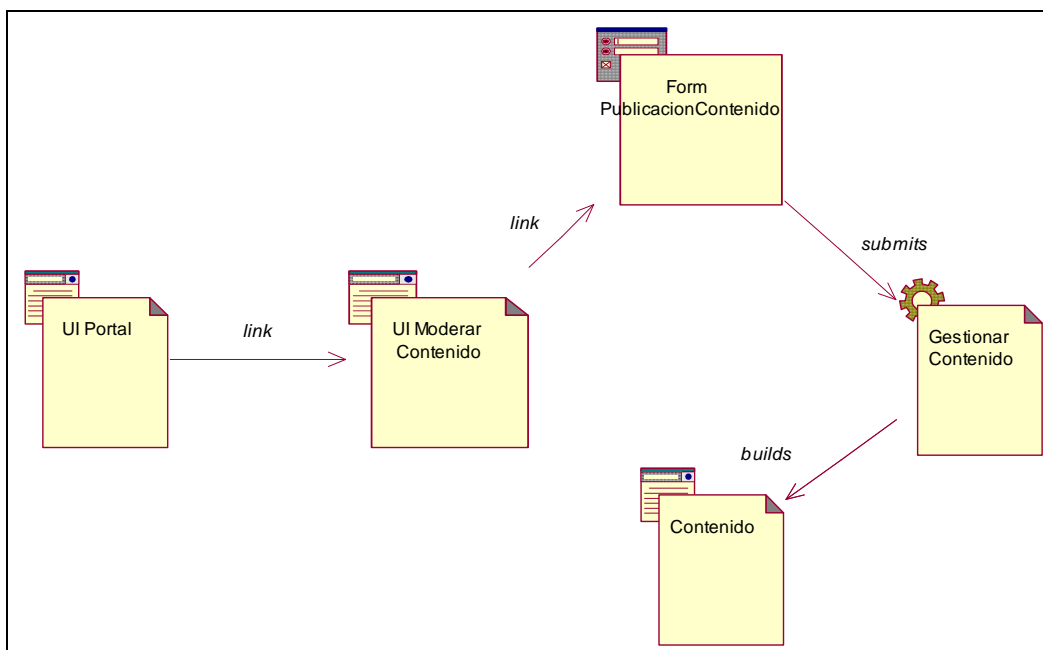 Form
PublicacionContenido
link
submits
UI Portal
link
UI Moderar
Contenido
Gestionar
Contenido
builds
Contenido